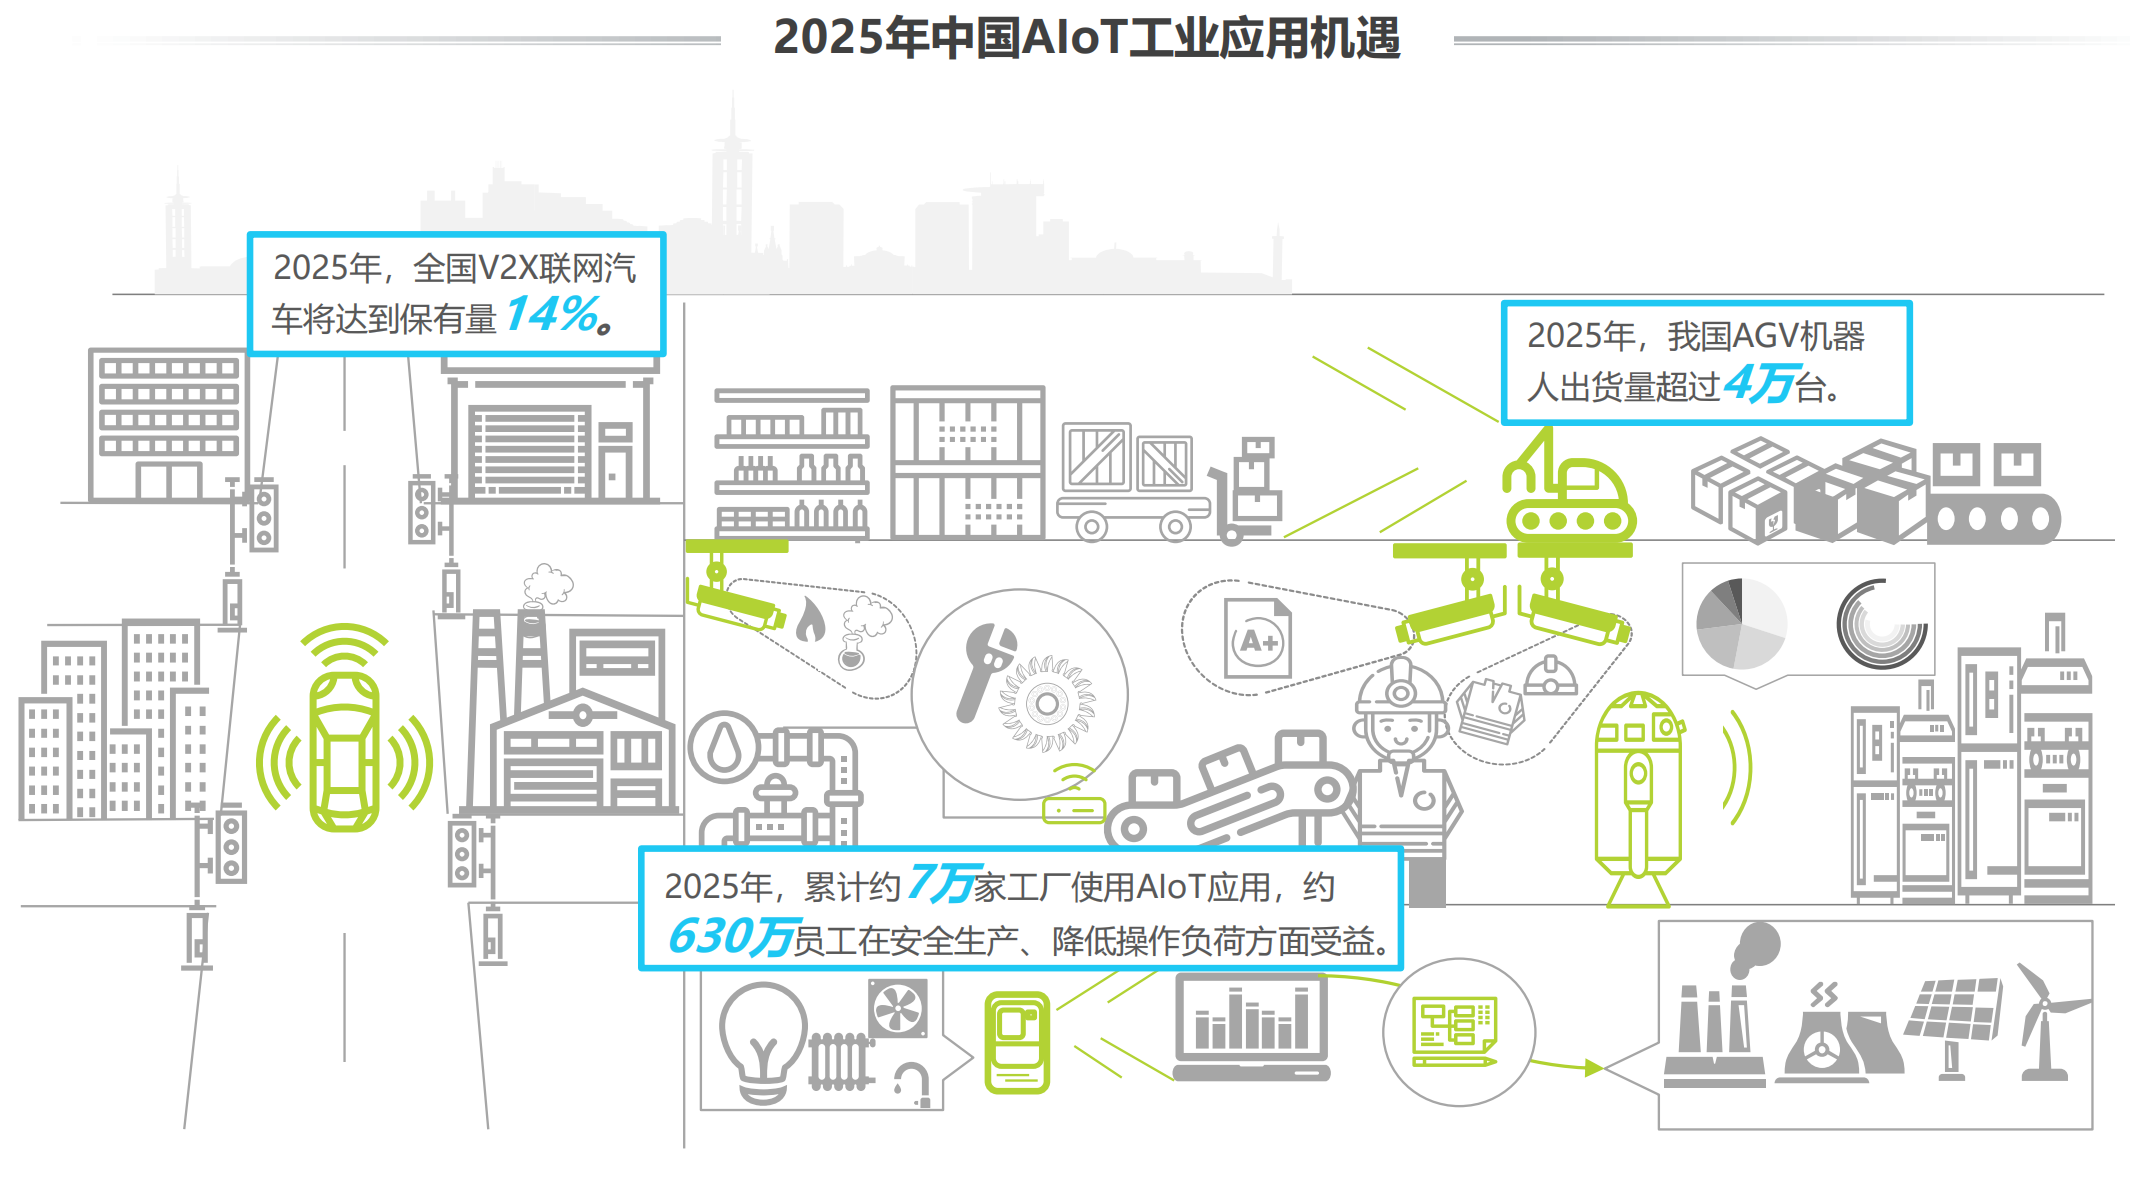 2025年中国AIoT工业应用机遇
2025年，全国V2X联网汽
车将达到保有量14%。
2025年，我国AGV机器
人出货量超过4万台。
A+
2025年，累计约7万家工厂使用AIoT应用，约
630万员工在安全生产、降低操作负荷方面受益。